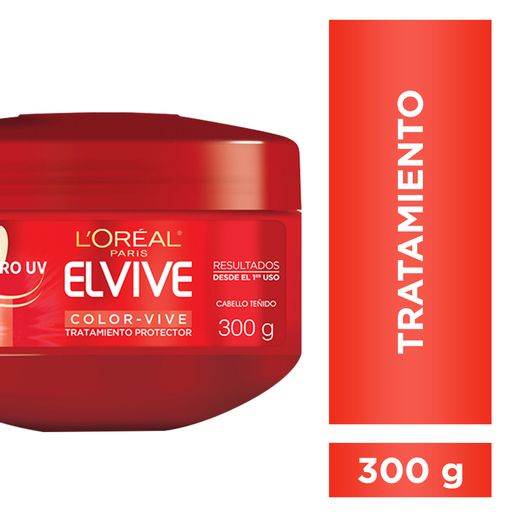 RO UV
L'ORÉAL
PARIS
ELVIVE
COLOR-VIVE
TRATAMIENTO PROTECTOR
RESULTADOS
DESDE EL 1er USO
CABELLO TEÑIDO
300 g
TRATAMIENTO
300 g